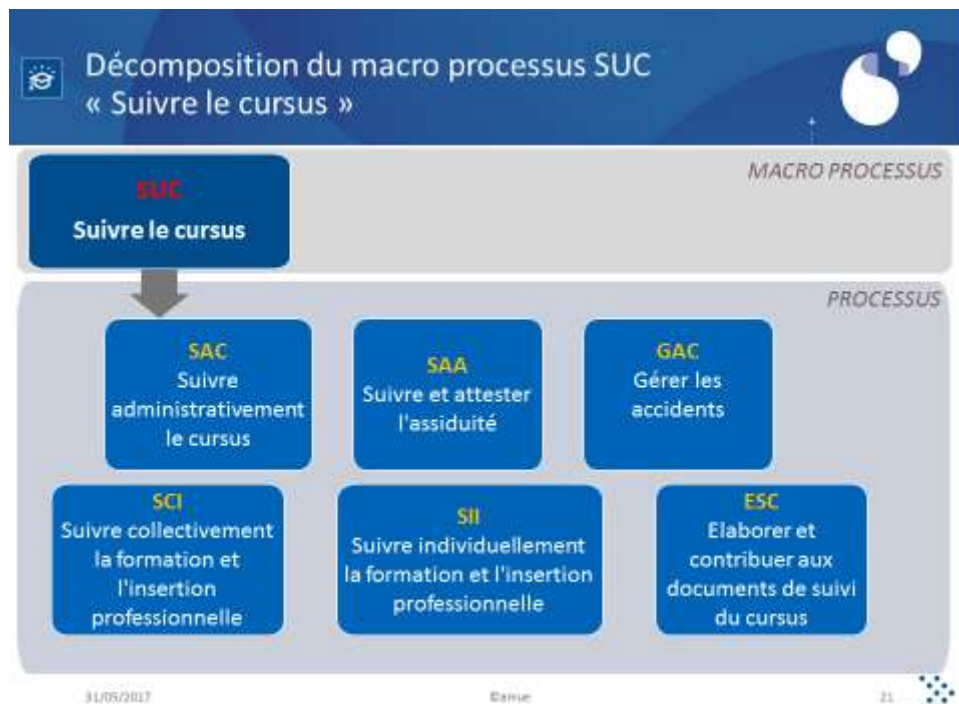 Décomposition du macro processus SUC
« Suivre le cursus »
MACRO PROCESSUS
SUC
Suivre le cursus
PROCESSUS
SAC
Suivre
administrativement
le cursus
SAA
Suivre et attester
l'assiduité
GAC
Gérer les
accidents
SCI
Suivre collectivement
la formation et
l'insertion
professionnelle
SII
Suivre individuellement
la formation et l'insertion
professionnelle
ESC
Elaborer et
contribuer aux
documents de suivi
du cursus
31/05/2017
©amue
21